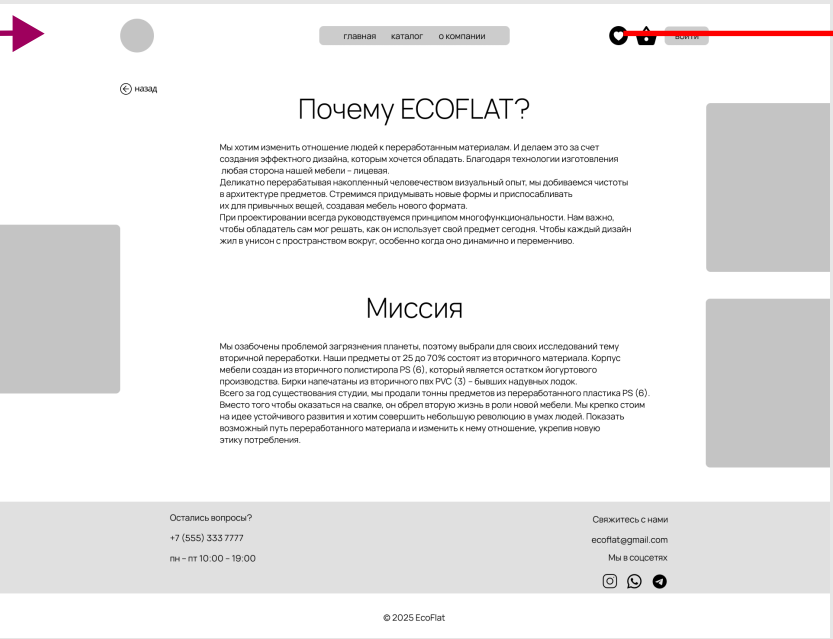 главная каталог о компании
войти
назад
Почему ECOFLAT?
Мы хотим изменить отношение людей к переработанным материалам. И делаем это за счет
создания эффектного дизайна, которым хочется обладать. Благодаря технологии изготовления
любая сторона нашей мебели – лицевая.
Деликатно перерабатывая накопленный человечеством визуальный опыт, мы добиваемся чистоты
в архитектуре предметов. Стремимся придумывать новые формы и приспосабливать
их для привычных вещей, создавая мебель нового формата.
При проектировании всегда руководствуемся принципом многофункциональности. Нам важно,
чтобы обладатель сам мог решать, как он использует свой предмет сегодня. Чтобы каждый дизайн
жил в унисон с пространством вокруг, особенно когда оно динамично и переменчиво.
Миссия
Мы озабочены проблемой загрязнения планеты, поэтому выбрали для своих исследований тему
вторичной переработки. Наши предметы от 25 до 70% состоят из вторичного материала. Корпус
мебели создан из вторичного полистирола PS (6), который является остатком йогуртового
производства. Бирки напечатаны из вторичного пвх PVC (3) – бывших надувных лодок.
Всего за год существования студии, мы продали тонны предметов из переработанного пластика PS (6).
Вместо того чтобы оказаться на свалке, он обрел вторую жизнь в роли новой мебели. Мы крепко стоим
на идее устойчивого развития и хотим совершить небольшую революцию в умах людей. Показать
возможный путь переработанного материала и изменить к нему отношение, укрепив новую
этику потребления.
Остались вопросы?
+7 (555) 333 7777
пн – пт 10:00 – 19:00
Свяжитесь с нами
ecoflat@gmail.com
Мы в соцсетях
© 2025 EcoFlat